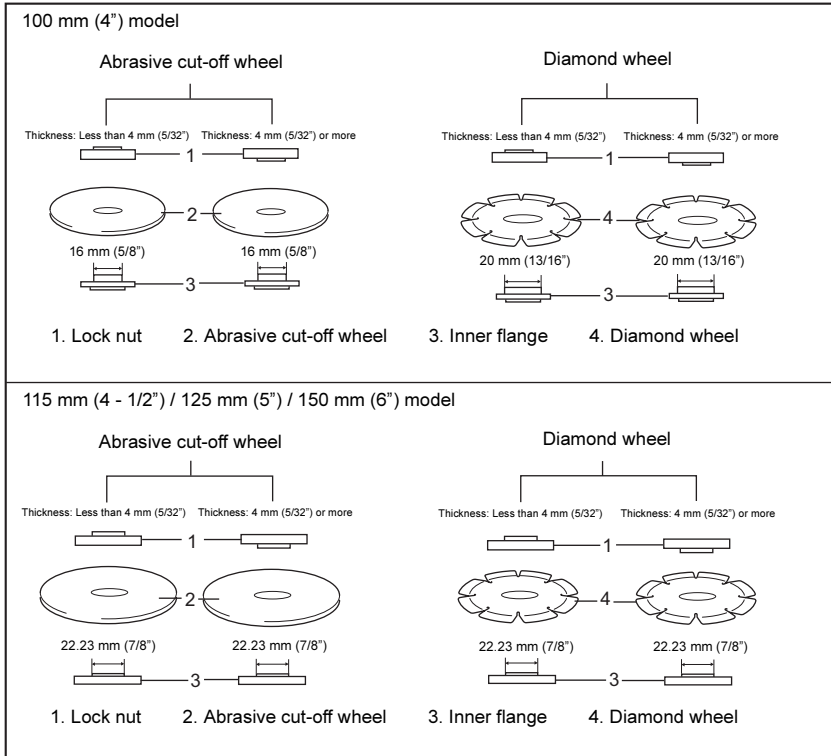 100 mm (4”) model
Abrasive cut-off wheel
Diamond wheel
Thickness: Less than 4 mm (5/32”)
Thickness: 4 mm (5/32”) or more
Thickness: Less than 4 mm (5/32”)
Thickness: 4 mm (5/32”) or more
1
1
2
4
16 mm (5/8”)
16 mm (5/8”)
20 mm (13/16”)
20 mm (13/16”)
3
3
1. Lock nut
2. Abrasive cut-off wheel
3. Inner flange
4. Diamond wheel
115 mm (4 - 1/2”) / 125 mm (5”) / 150 mm (6”) model
Abrasive cut-off wheel
Diamond wheel
Thickness: Less than 4 mm (5/32”)
Thickness: 4 mm (5/32”) or more
Thickness: Less than 4 mm (5/32”)
Thickness: 4 mm (5/32”) or more
1
1
2
4
22.23 mm (7/8”)
22.23 mm (7/8”)
22.23 mm (7/8”)
22.23 mm (7/8”)
3
3
1. Lock nut
2. Abrasive cut-off wheel
3. Inner flange
4. Diamond wheel